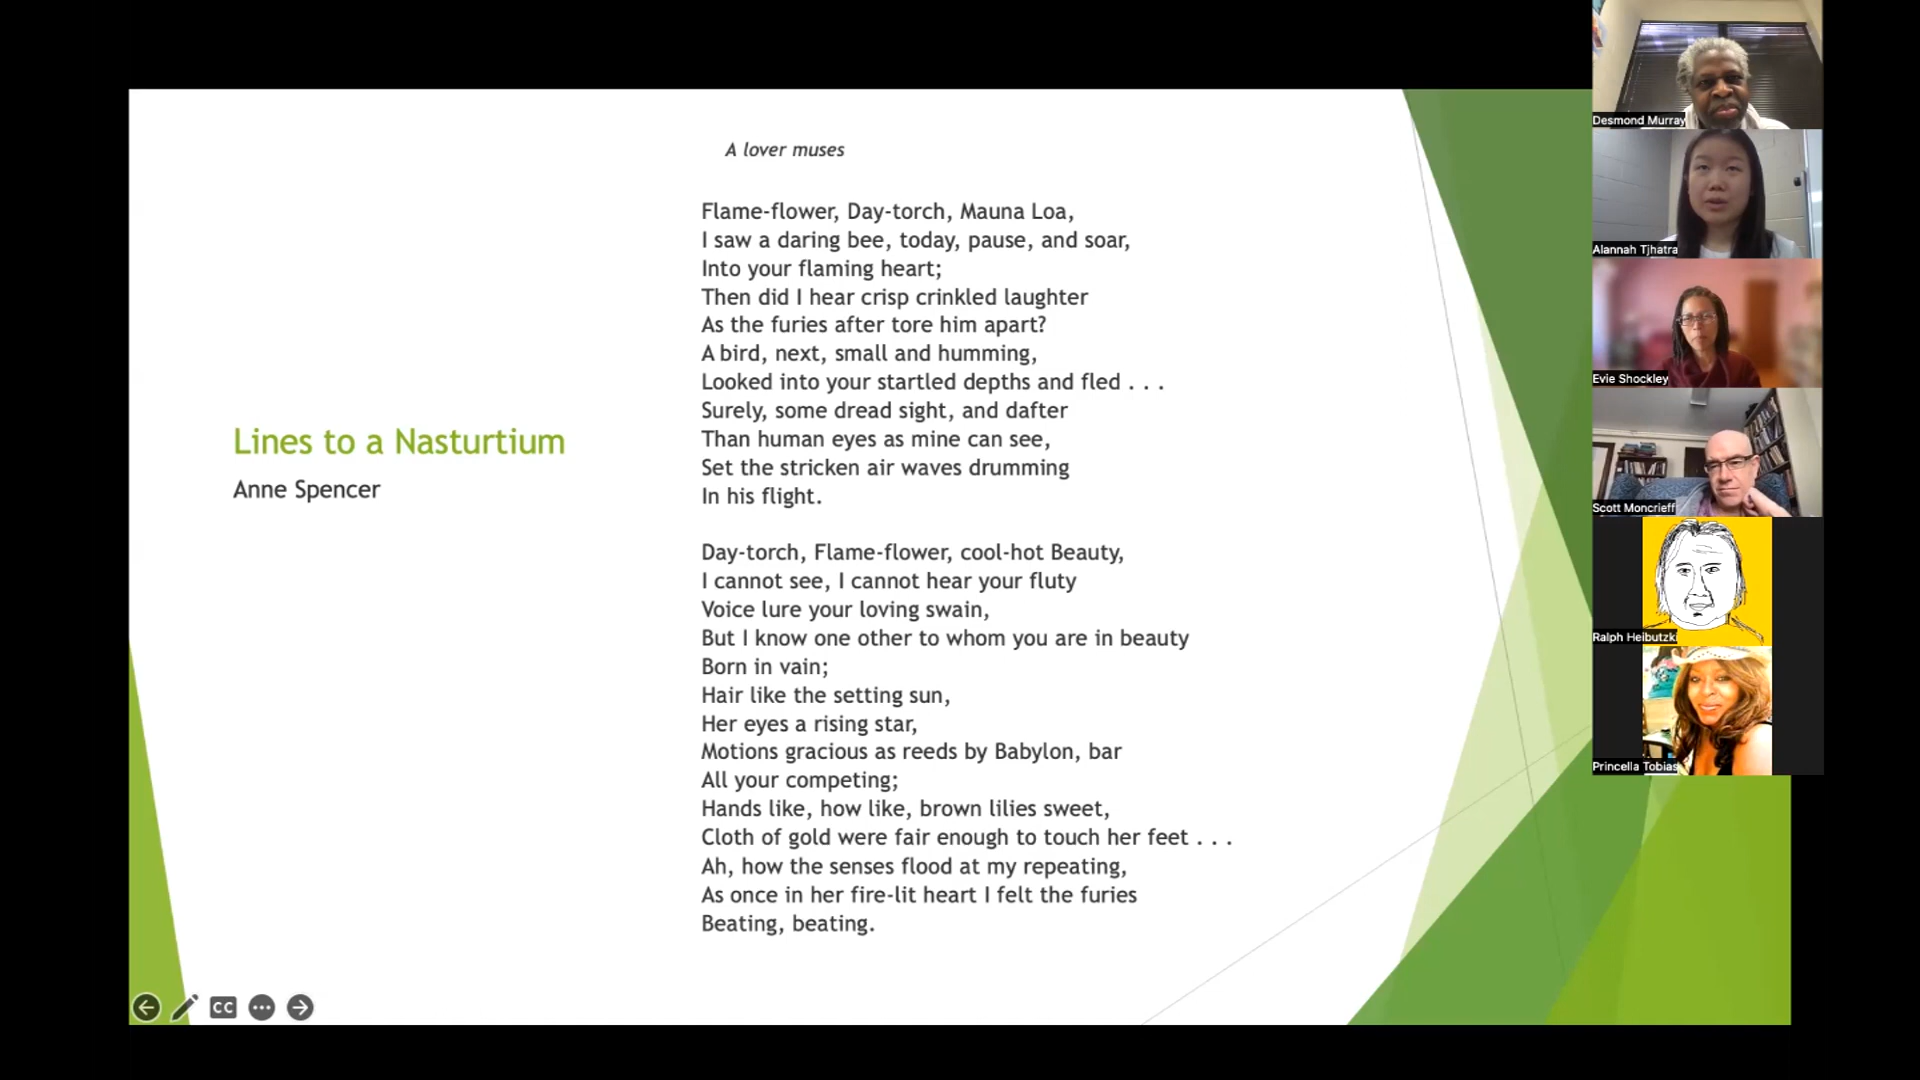 Lines to a Nasturtium
Anne Spencer
A lover muses
Flame-flower, Day-torch, Mauna Loa,
I saw a daring bee, today, pause, and soar,
Into your flaming heart;
Then did I hear crisp crinkled laughter
As the furies after tore him apart?
A bird, next, small and humming,
Looked into your startled depths and fled . . .
Surely, some dread sight, and dafter
Than human eyes as mine can see,
Set the stricken air waves drumming
In his flight.
Day-torch, Flame-flower, cool-hot Beauty,
I cannot see, I cannot hear your fluty
Voice lure your loving swain,
But I know one other to whom you are in beauty
Born in vain;
Hair like the setting sun,
Her eyes a rising star,
Motions gracious as reeds by Babylon, bar
All your competing;
Hands like, how like, brown lilies sweet,
Cloth of gold were fair enough to touch her feet . . .
Ah, how the senses flood at my repeating,
As once in her fire-lit heart I felt the furies
Beating, beating.
CC
Desmond Murray
Alannah Tjhatra
Evie Shockley
Scott Moncrieff
Ralph Heibutzki
Princella Tobias